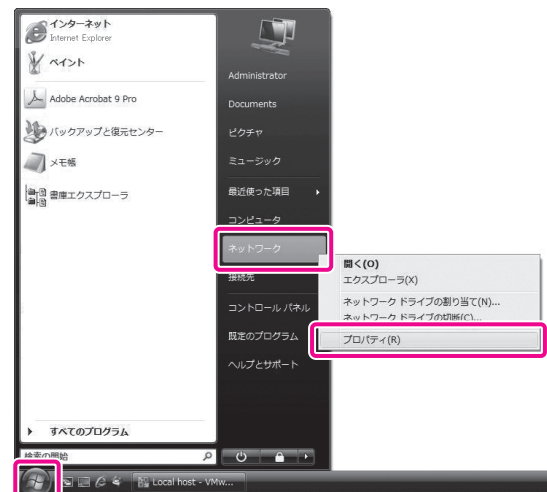 インターネット
Internet Explorer
ペイント
Adobe Acrobat 9 Pro
バックアップと復元センター
メモ帳
書庫エクスプローラ
すべてのプログラム
検索の開始
Administrator
Documents
ピクチャ
ミュージック
最近使った項目
コンピュータ
ネットワーク
接続先
コントロール パネル
既定のプログラム
ヘルプとサポート
開く(O)
エクスプローラ(X)
ネットワーク ドライブの割り当て(N)...
ネットワーク ドライブの切断(C)...
プロパティ(R)
Local host - VMw...